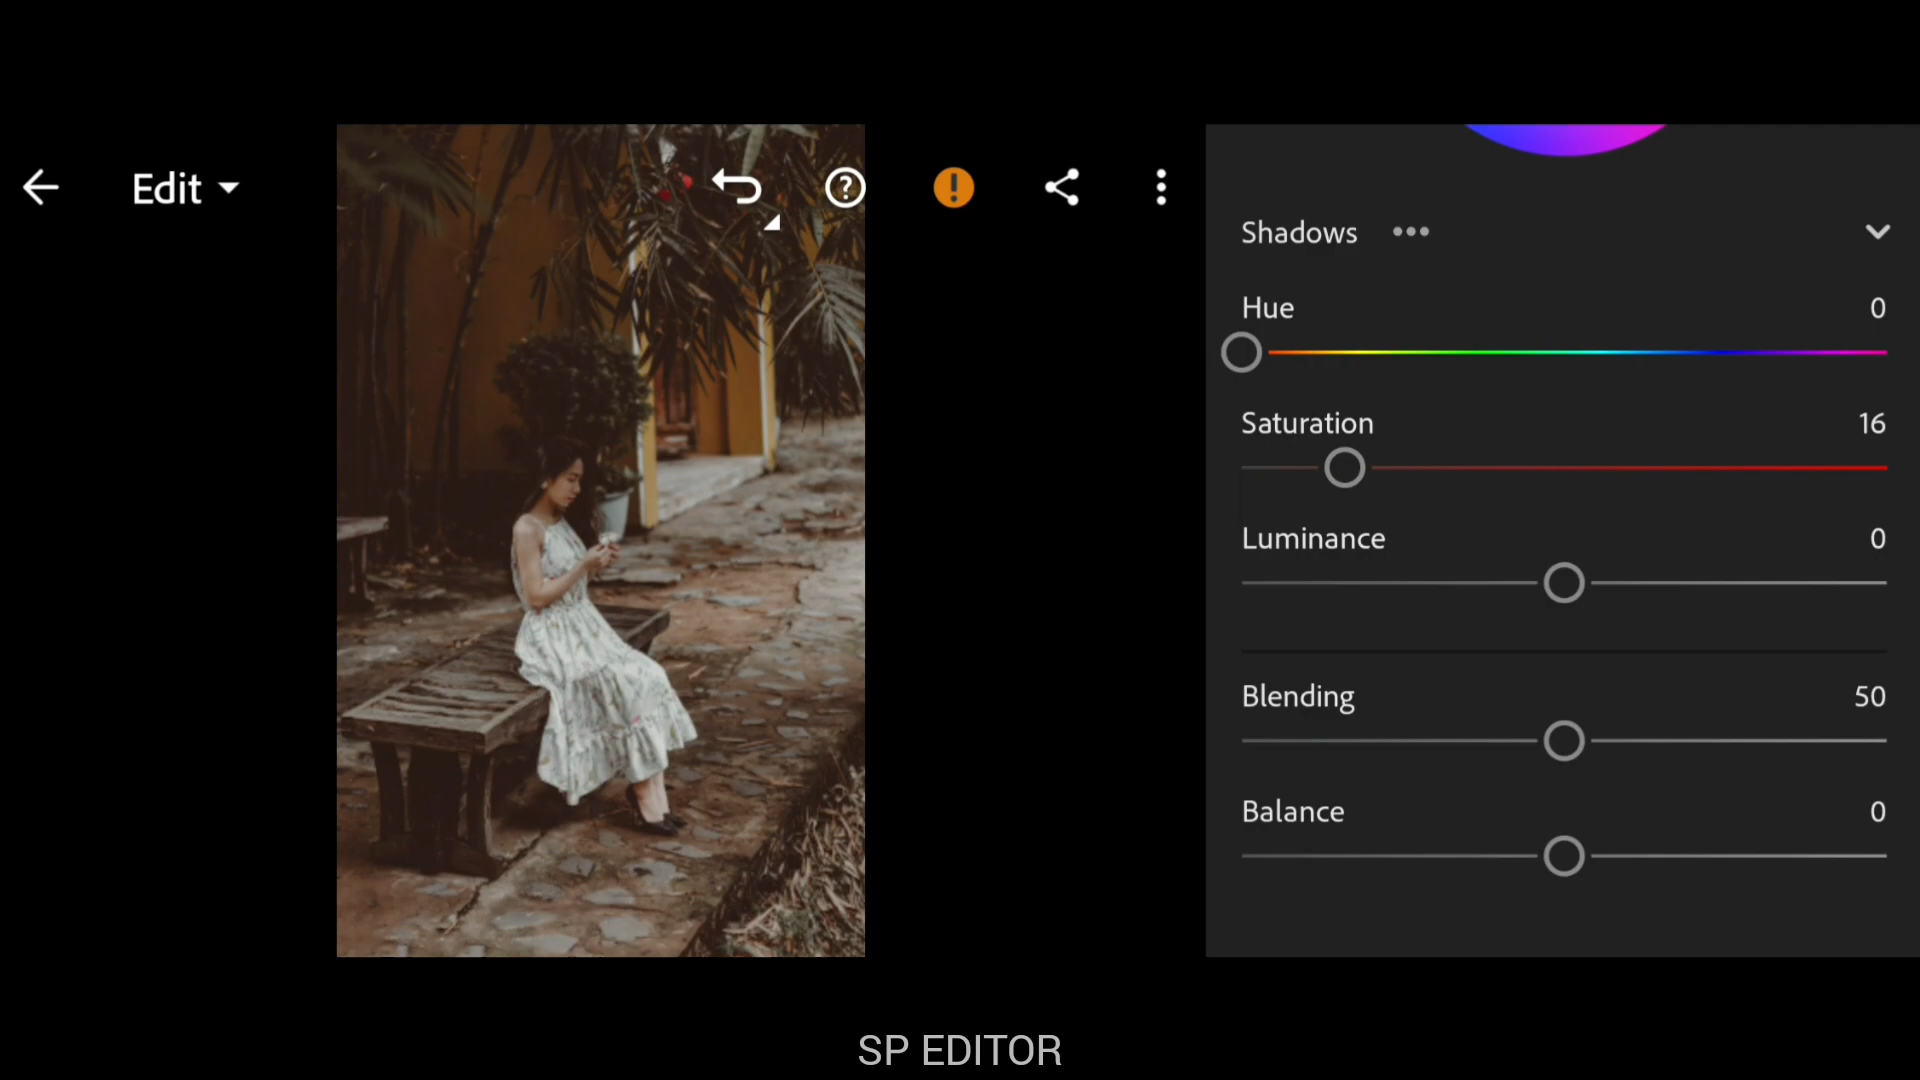 Edit
Shadows
Hue 0
Saturation 16
Luminance 0
Blending 50
Balance 0
SP EDITOR